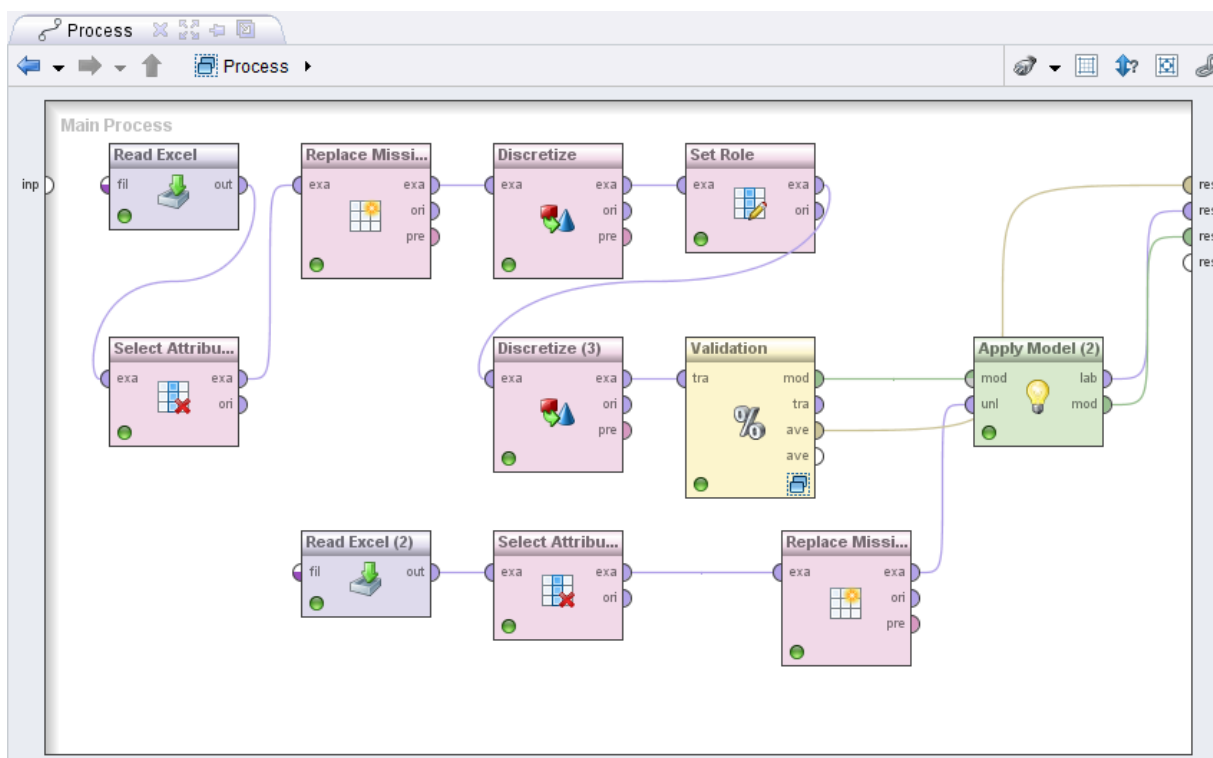 Process
Process
Main Process
Read Excel
fil out
Replace Missi...
exa exa
ori
pre
Discretize
exa exa
ori
pre
Set Role
exa exa
ori
inp
res
res
res
res
Select Attribu...
exa exa
ori
Discretize (3)
exa exa
ori
pre
Validation
tra mod
tra
ave
ave
%
Apply Model (2)
mod lab
unl mod
Read Excel (2)
fil out
Select Attribu...
exa exa
ori
Replace Missi...
exa exa
ori
pre